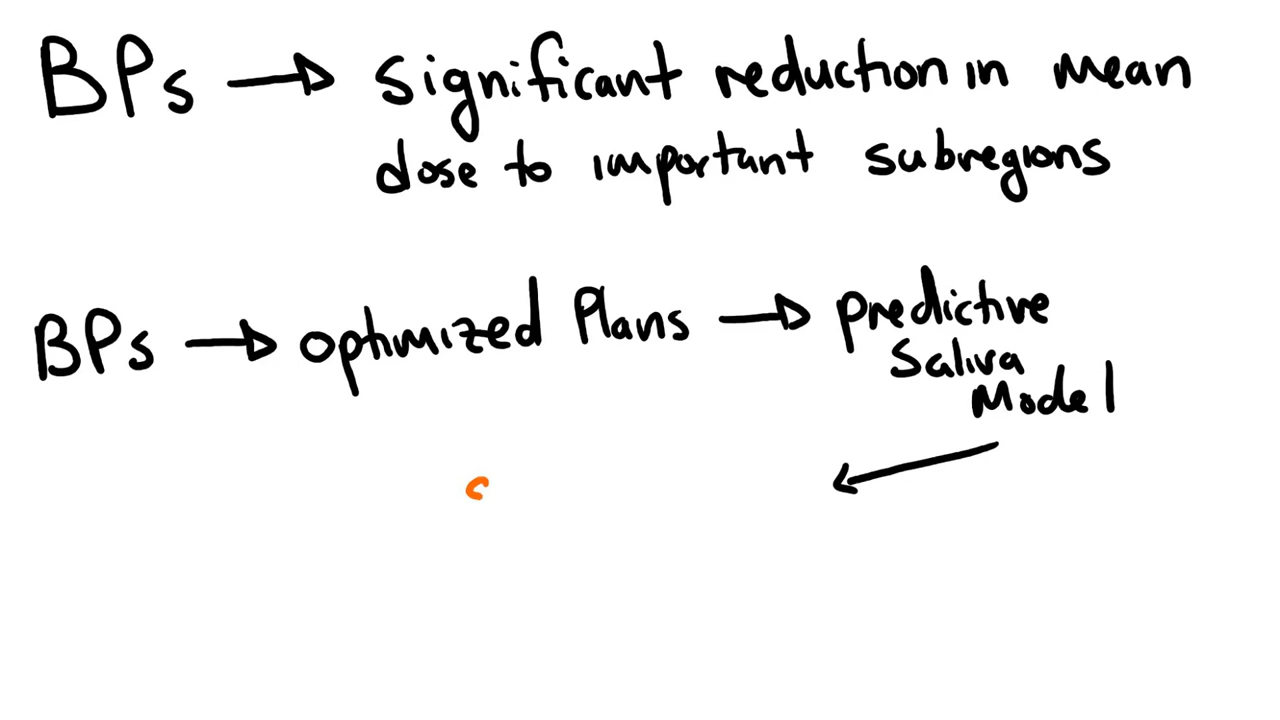 BPs → significant reduction in mean
dose to important subregions
BPs → optimized Plans → predictive
Saliva
Model